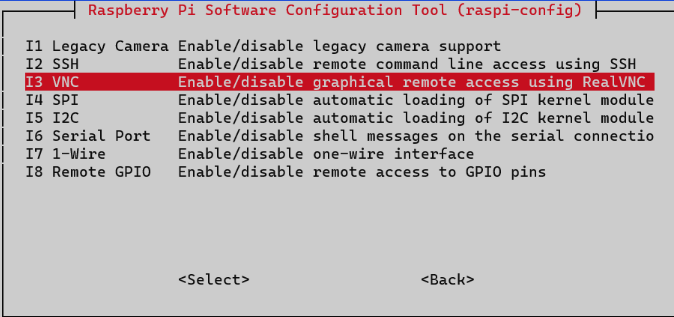 Raspberry Pi Software Configuration Tool (raspi-config)
I1 Legacy Camera Enable/disable legacy camera support
I2 SSH Enable/disable remote command line access using SSH
I3 VNC Enable/disable graphical remote access using RealVNC
I4 SPI Enable/disable automatic loading of SPI kernel module
I5 I2C Enable/disable automatic loading of I2C kernel module
I6 Serial Port Enable/disable shell messages on the serial connectio
I7 1-Wire Enable/disable one-wire interface
I8 Remote GPIO Enable/disable remote access to GPIO pins
<Select> <Back>